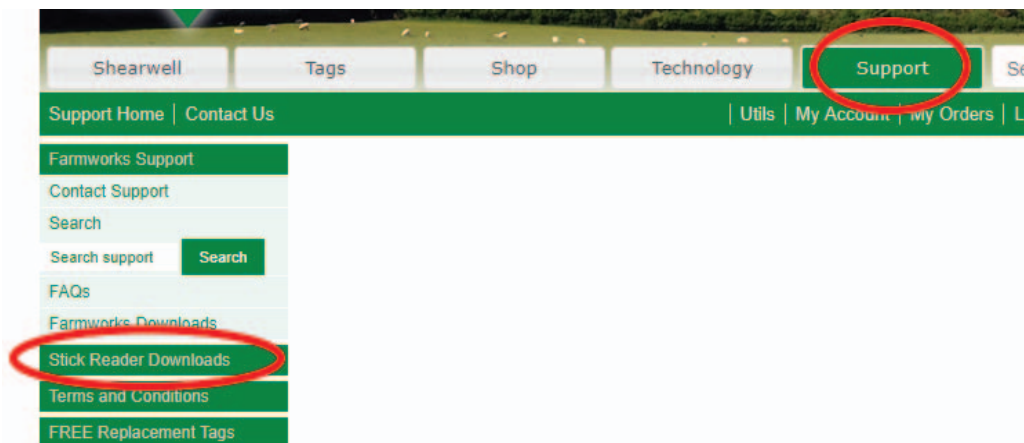 Shearwell Tags Shop Technology Support Se
Support Home | Contact Us | Utils | My Account | My Orders | L
Farmworks Support
Contact Support
Search
Search support Search
FAQs
Farmworks Downloads
Stick Reader Downloads
Terms and Conditions
FREE Replacement Tags